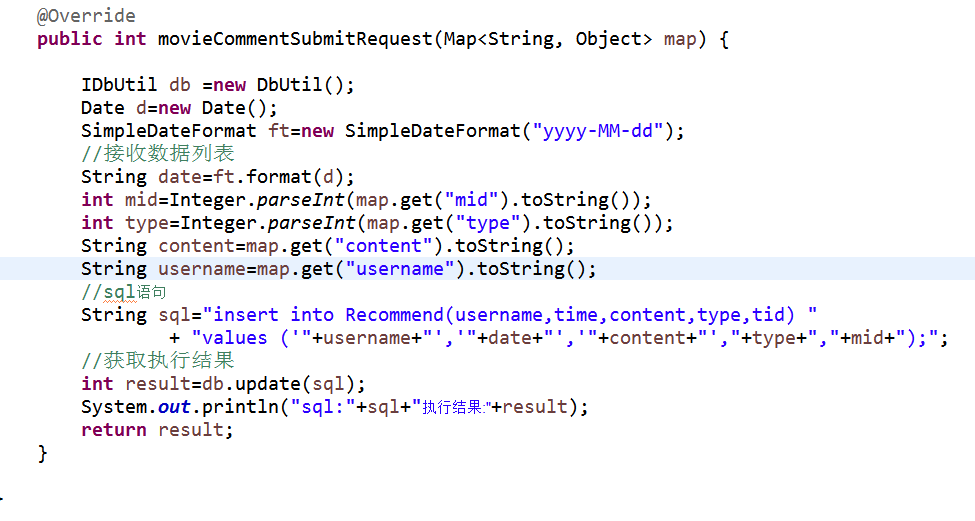 @Override
public int movieCommentSubmitRequest(Map<String, Object> map) {
IDbUtil db =new DbUtil();
Date d=new Date();
SimpleDateFormat ft=new SimpleDateFormat("yyyy-MM-dd");
//接收数据列表
String date=ft.format(d);
int mid=Integer.parseInt(map.get("mid").toString());
int type=Integer.parseInt(map.get("type").toString());
String content=map.get("content").toString();
String username=map.get("username").toString();
//sql语句
String sql="insert into Recommend(username,time,content,type,tid) "
+ "values ('"+username+"','"+date+"','"+content+"',"+type+","+mid+");";
//获取执行结果
int result=db.update(sql);
System.out.println("sql:"+sql+"执行结果:"+result);
return result;
}